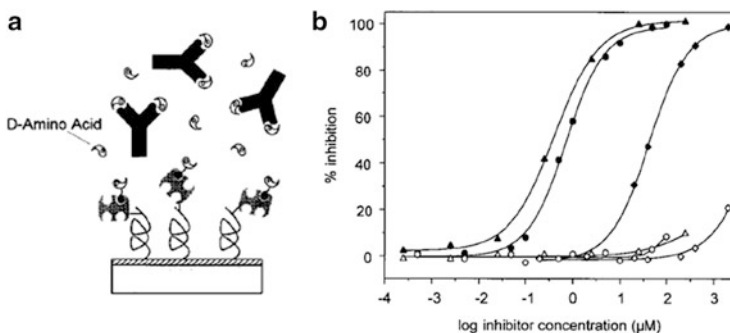 a
D-Amino Acid
b
100
80
60
40
20
0
% inhibition
-4
-3
-2
-1
0
1
2
3
log inhibitor concentration (µM)